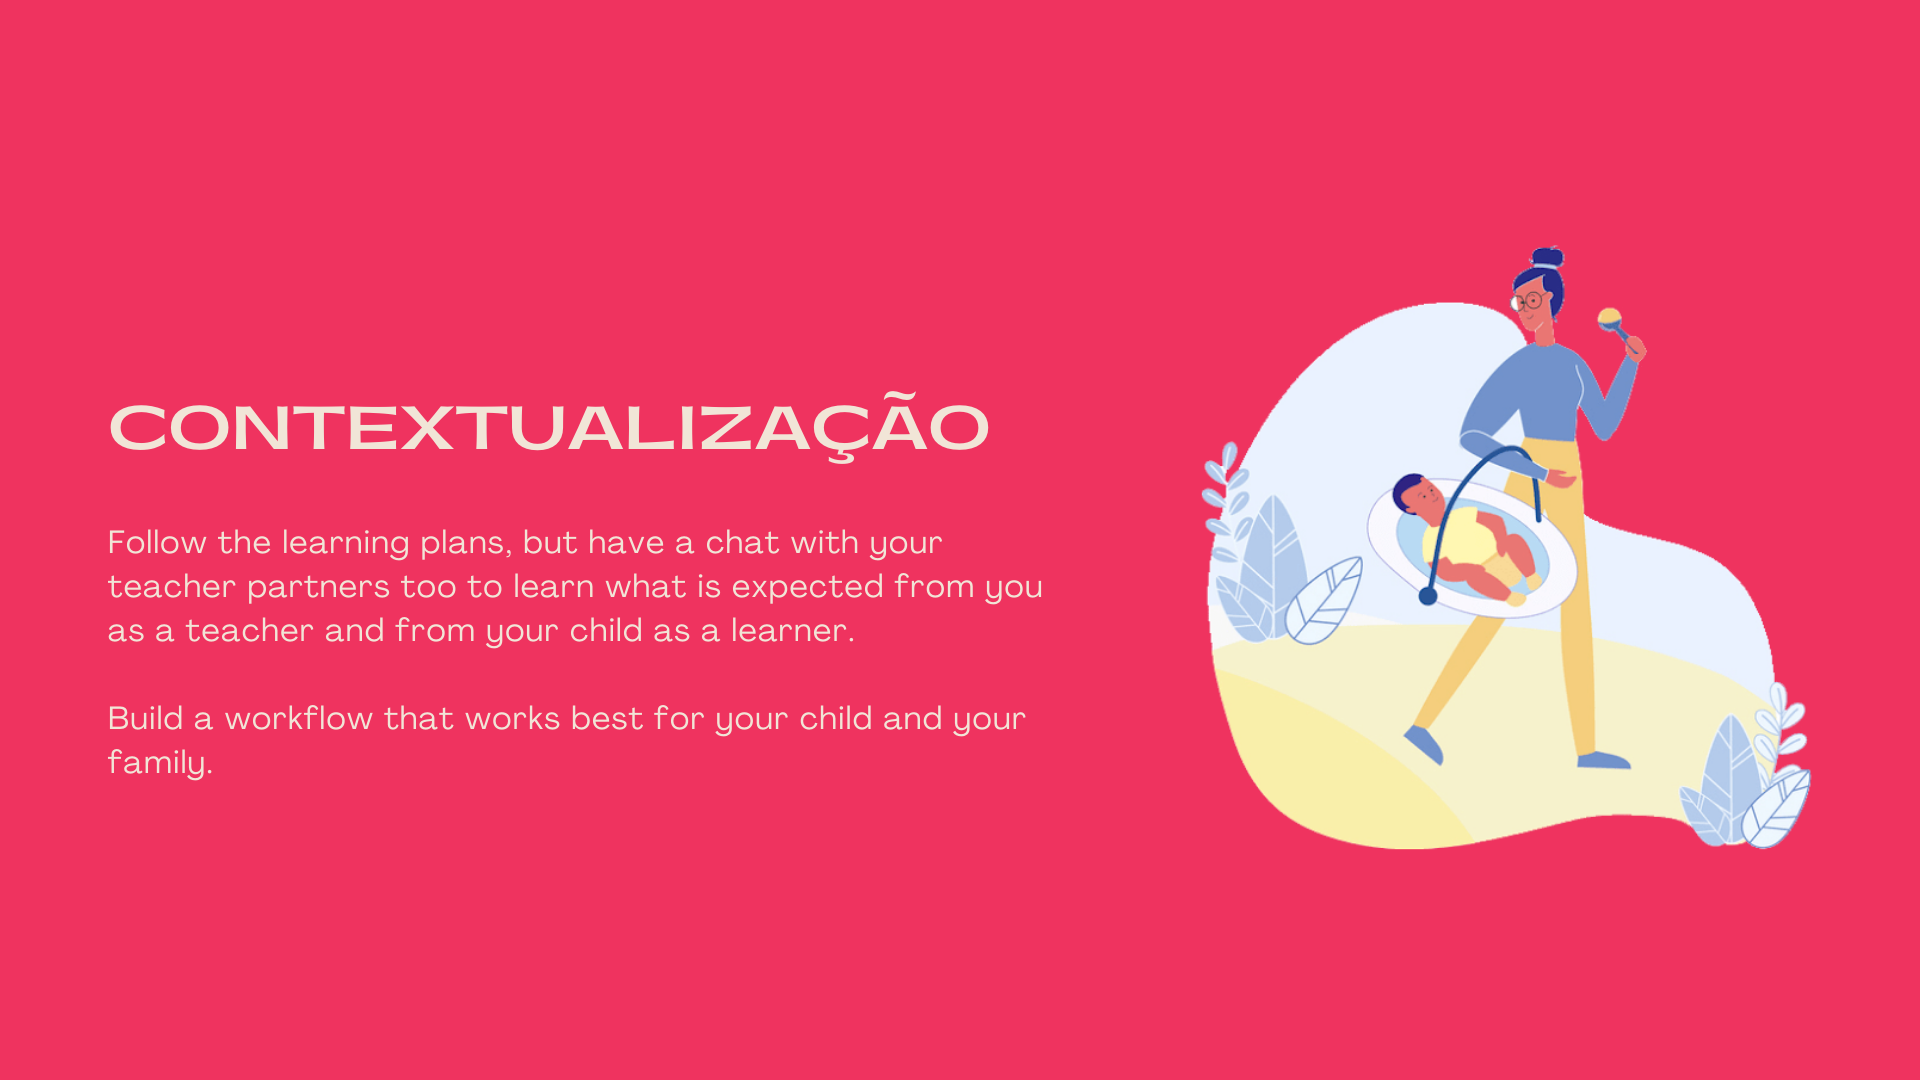 CONTEXTUALIZAÇÃO
Follow the learning plans, but have a chat with your
teacher partners too to learn what is expected from you
as a teacher and from your child as a learner.
Build a workflow that works best for your child and your
family.